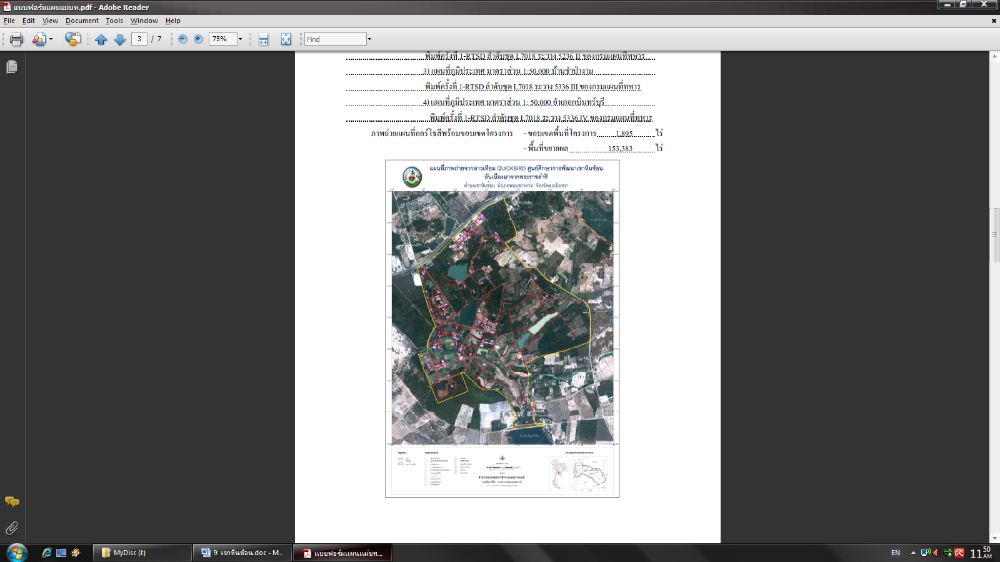 แบบฟอร์มแผนแม่บท.pdf - Adobe Reader
File Edit View Document Tools Window Help
3 / 7 75% Find
พิมพ์ครั้งที่ 1-RTSD ลำดับชุด L7018 ระวาง 5236 II ของกรมแผนที่ทหาร
3) แผนที่ภูมิประเทศ มาตราส่วน 1:50,000 บ้านชำป่างาม
พิมพ์ครั้งที่ 1-RTSD ลำดับชุด L7018 ระวาง 5336 III ของกรมแผนที่ทหาร
4) แผนที่ภูมิประเทศ มาตราส่วน 1: 50,000 อำเภอกบินทร์บุรี
พิมพ์ครั้งที่ 1-RTSD ลำดับชุด L7018 ระวาง 5336 IV ของกรมแผนที่ทหาร
ภาพถ่ายแผนที่ออร์โธสีพร้อมขอบเขตโครงการ - ขอบเขตพื้นที่โครงการ 1,895 ไร่
- พื้นที่ขยายผล 153,383 ไร่
แผนที่ภาพถ่ายจากดาวเทียม QUICKBIRD ศูนย์ศึกษาการพัฒนาเขาหินซ้อน
อันเนื่องมาจากพระราชดำริ
ตำบลเขาหินซ้อน อำเภอพนมสารคาม จังหวัดฉะเชิงเทรา
MyDisc (J:)
9. เขาหินซ้อน.doc - M...
แบบฟอร์มแผนแม่บท....
EN
11 50 AM